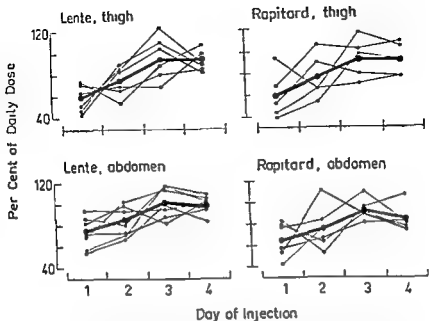 Lente, thigh
Rapitard, thigh
120
40
Per Cent of Daily Dose
Lente, abdomen
Rapitard, abdomen
120
40
1 2 3 4
1 2 3 4
Day of Injection